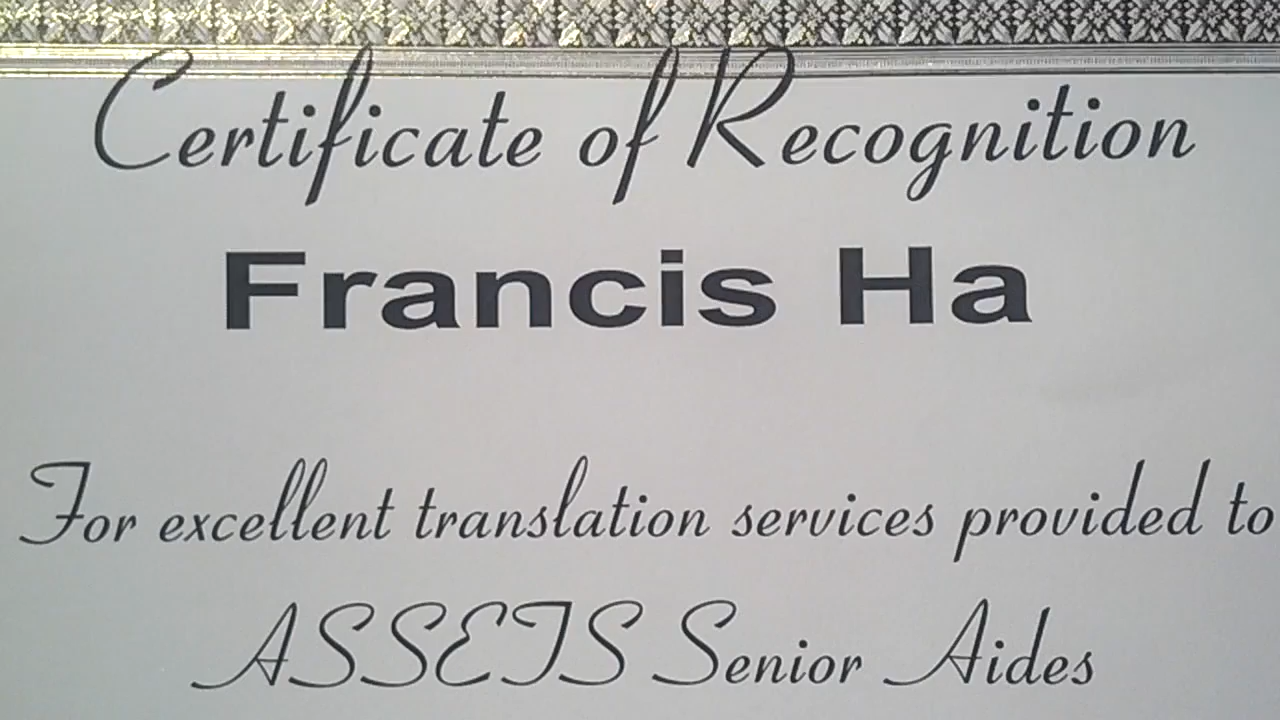 Certificate of Recognition
Francis Ha
For excellent translation services provided to
ASSETS Senior Aides